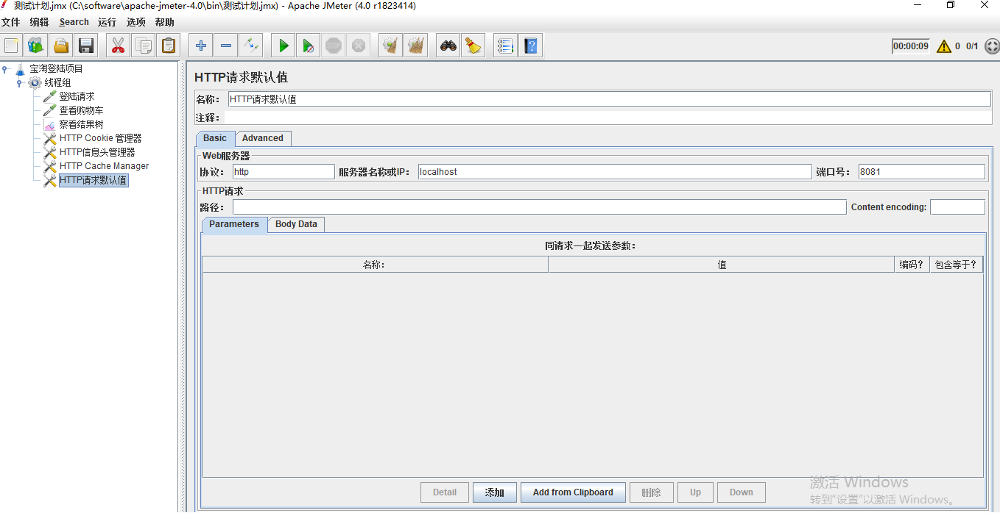 测试计划.jmx (C:\software\apache-jmeter-4.0\bin\测试计划.jmx) - Apache JMeter (4.0 r1823414)
文件 编辑 Search 运行 选项 帮助
STOP 00:00:09 0 0/1
宝淘登陆项目
线程组
登陆请求
查看购物车
察看结果树
HTTP Cookie 管理器
HTTP信息头管理器
HTTP Cache Manager
HTTP请求默认值
HTTP请求默认值
名称： HTTP请求默认值
注释：
Basic Advanced
Web服务器
协议： http 服务器名称或IP： localhost 端口号： 8081
HTTP请求
路径： Content encoding:
Parameters Body Data
同请求一起发送参数：
名称： 值 编码？ 包含等于？
Detail 添加 Add from Clipboard 删除 Up Down
激活 Windows
转到“设置”以激活 Windows。